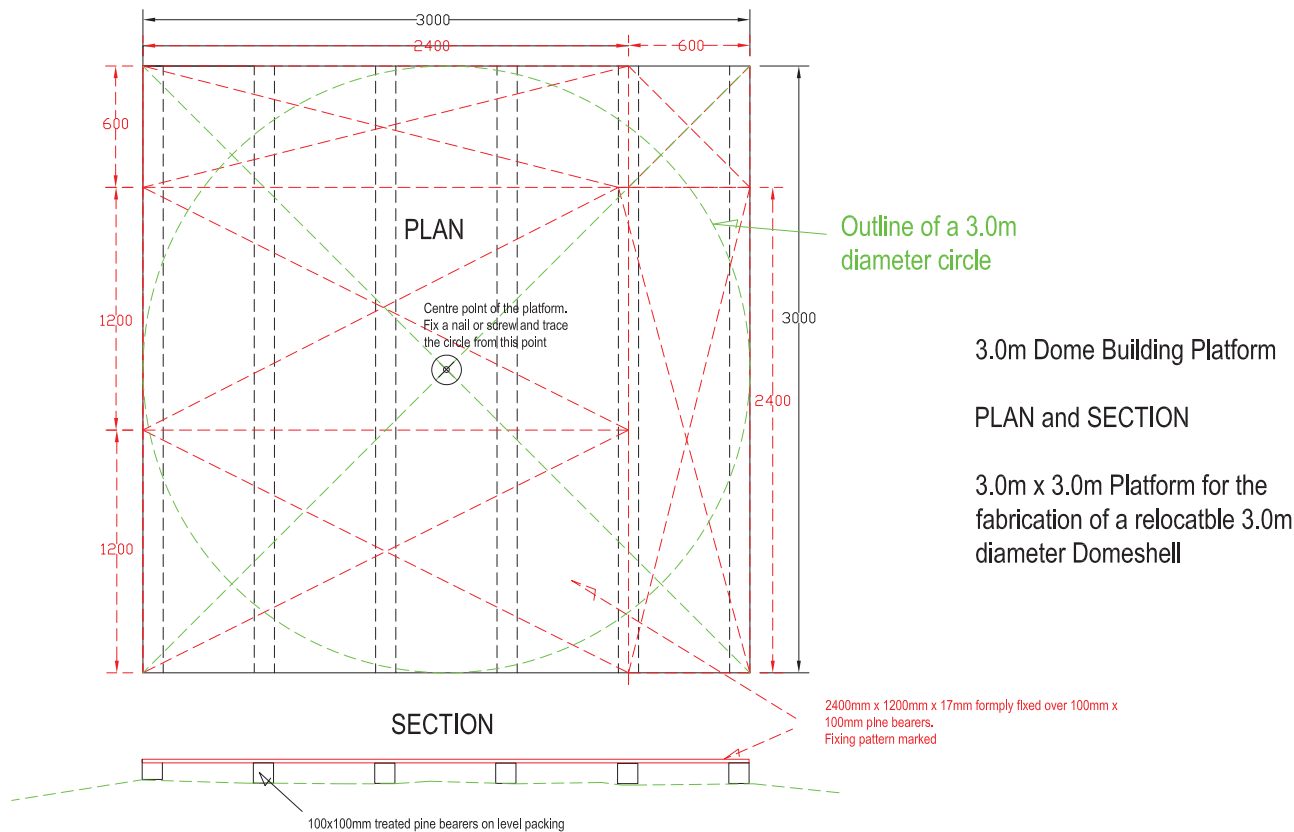 3000
2400
600
600
PLAN
Outline of a 3.0m
diameter circle
Centre point of the platform.
Fix a nail or screw and trace
the circle from this point
1200
3000
3.0m Dome Building Platform
2400
PLAN and SECTION
3.0m x 3.0m Platform for the
fabrication of a relocatble 3.0m
diameter Domeshell
1200
2400mm x 1200mm x 17mm formply fixed over 100mm x
100mm pine bearers.
Fixing pattern marked
SECTION
100x100mm treated pine bearers on level packing